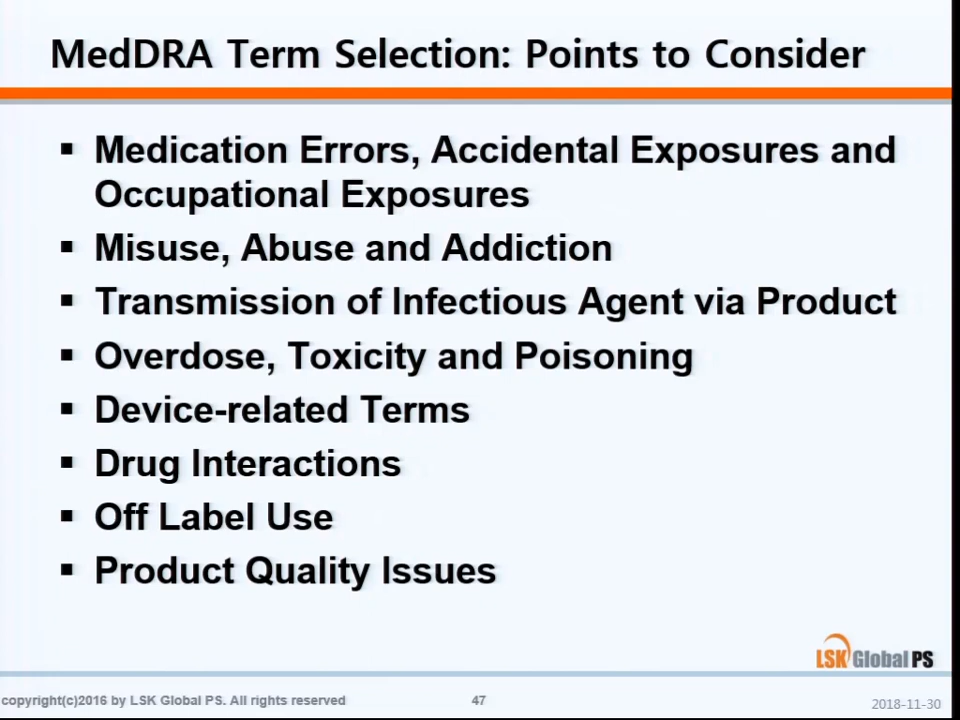 MedDRA Term Selection: Points to Consider
▪ Medication Errors, Accidental Exposures and
Occupational Exposures
▪ Misuse, Abuse and Addiction
▪ Transmission of Infectious Agent via Product
▪ Overdose, Toxicity and Poisoning
▪ Device-related Terms
▪ Drug Interactions
▪ Off Label Use
▪ Product Quality Issues
LSK Global PS
copyright(c)2016 by LSK Global PS. All rights reserved
47
2018-11-30